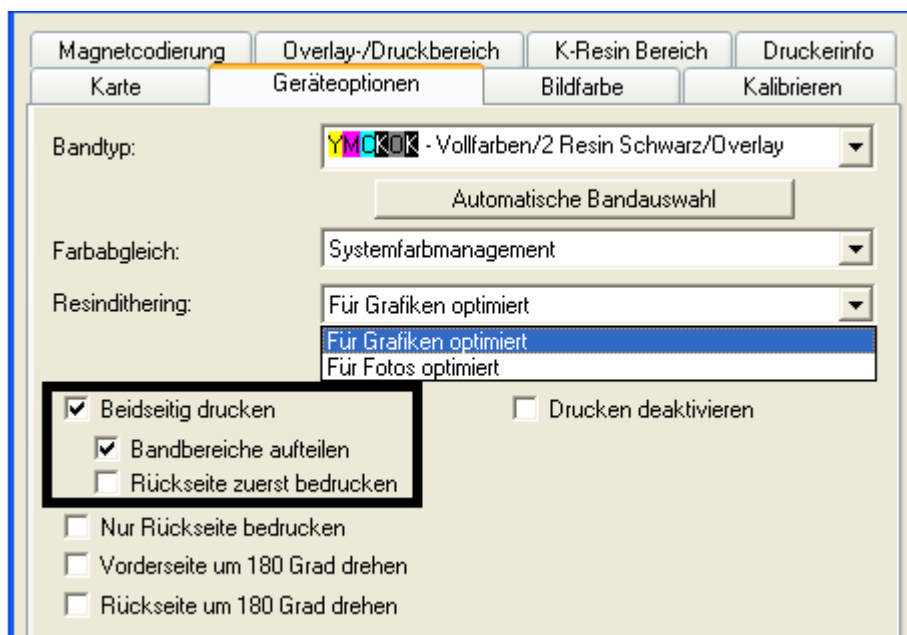 Magnetcodierung Overlay-/Druckbereich K-Resin Bereich Druckerinfo
Karte Geräteoptionen Bildfarbe Kalibrieren
Bandtyp: YMCKOK - Vollfarben/2 Resin Schwarz/Overlay
Automatische Bandauswahl
Farbabgleich: Systemfarbmanagement
Resindithering: Für Grafiken optimiert
Für Grafiken optimiert
Für Fotos optimiert
Beidseitig drucken Drucken deaktivieren
Bandbereiche aufteilen
Rückseite zuerst bedrucken
Nur Rückseite bedrucken
Vorderseite um 180 Grad drehen
Rückseite um 180 Grad drehen